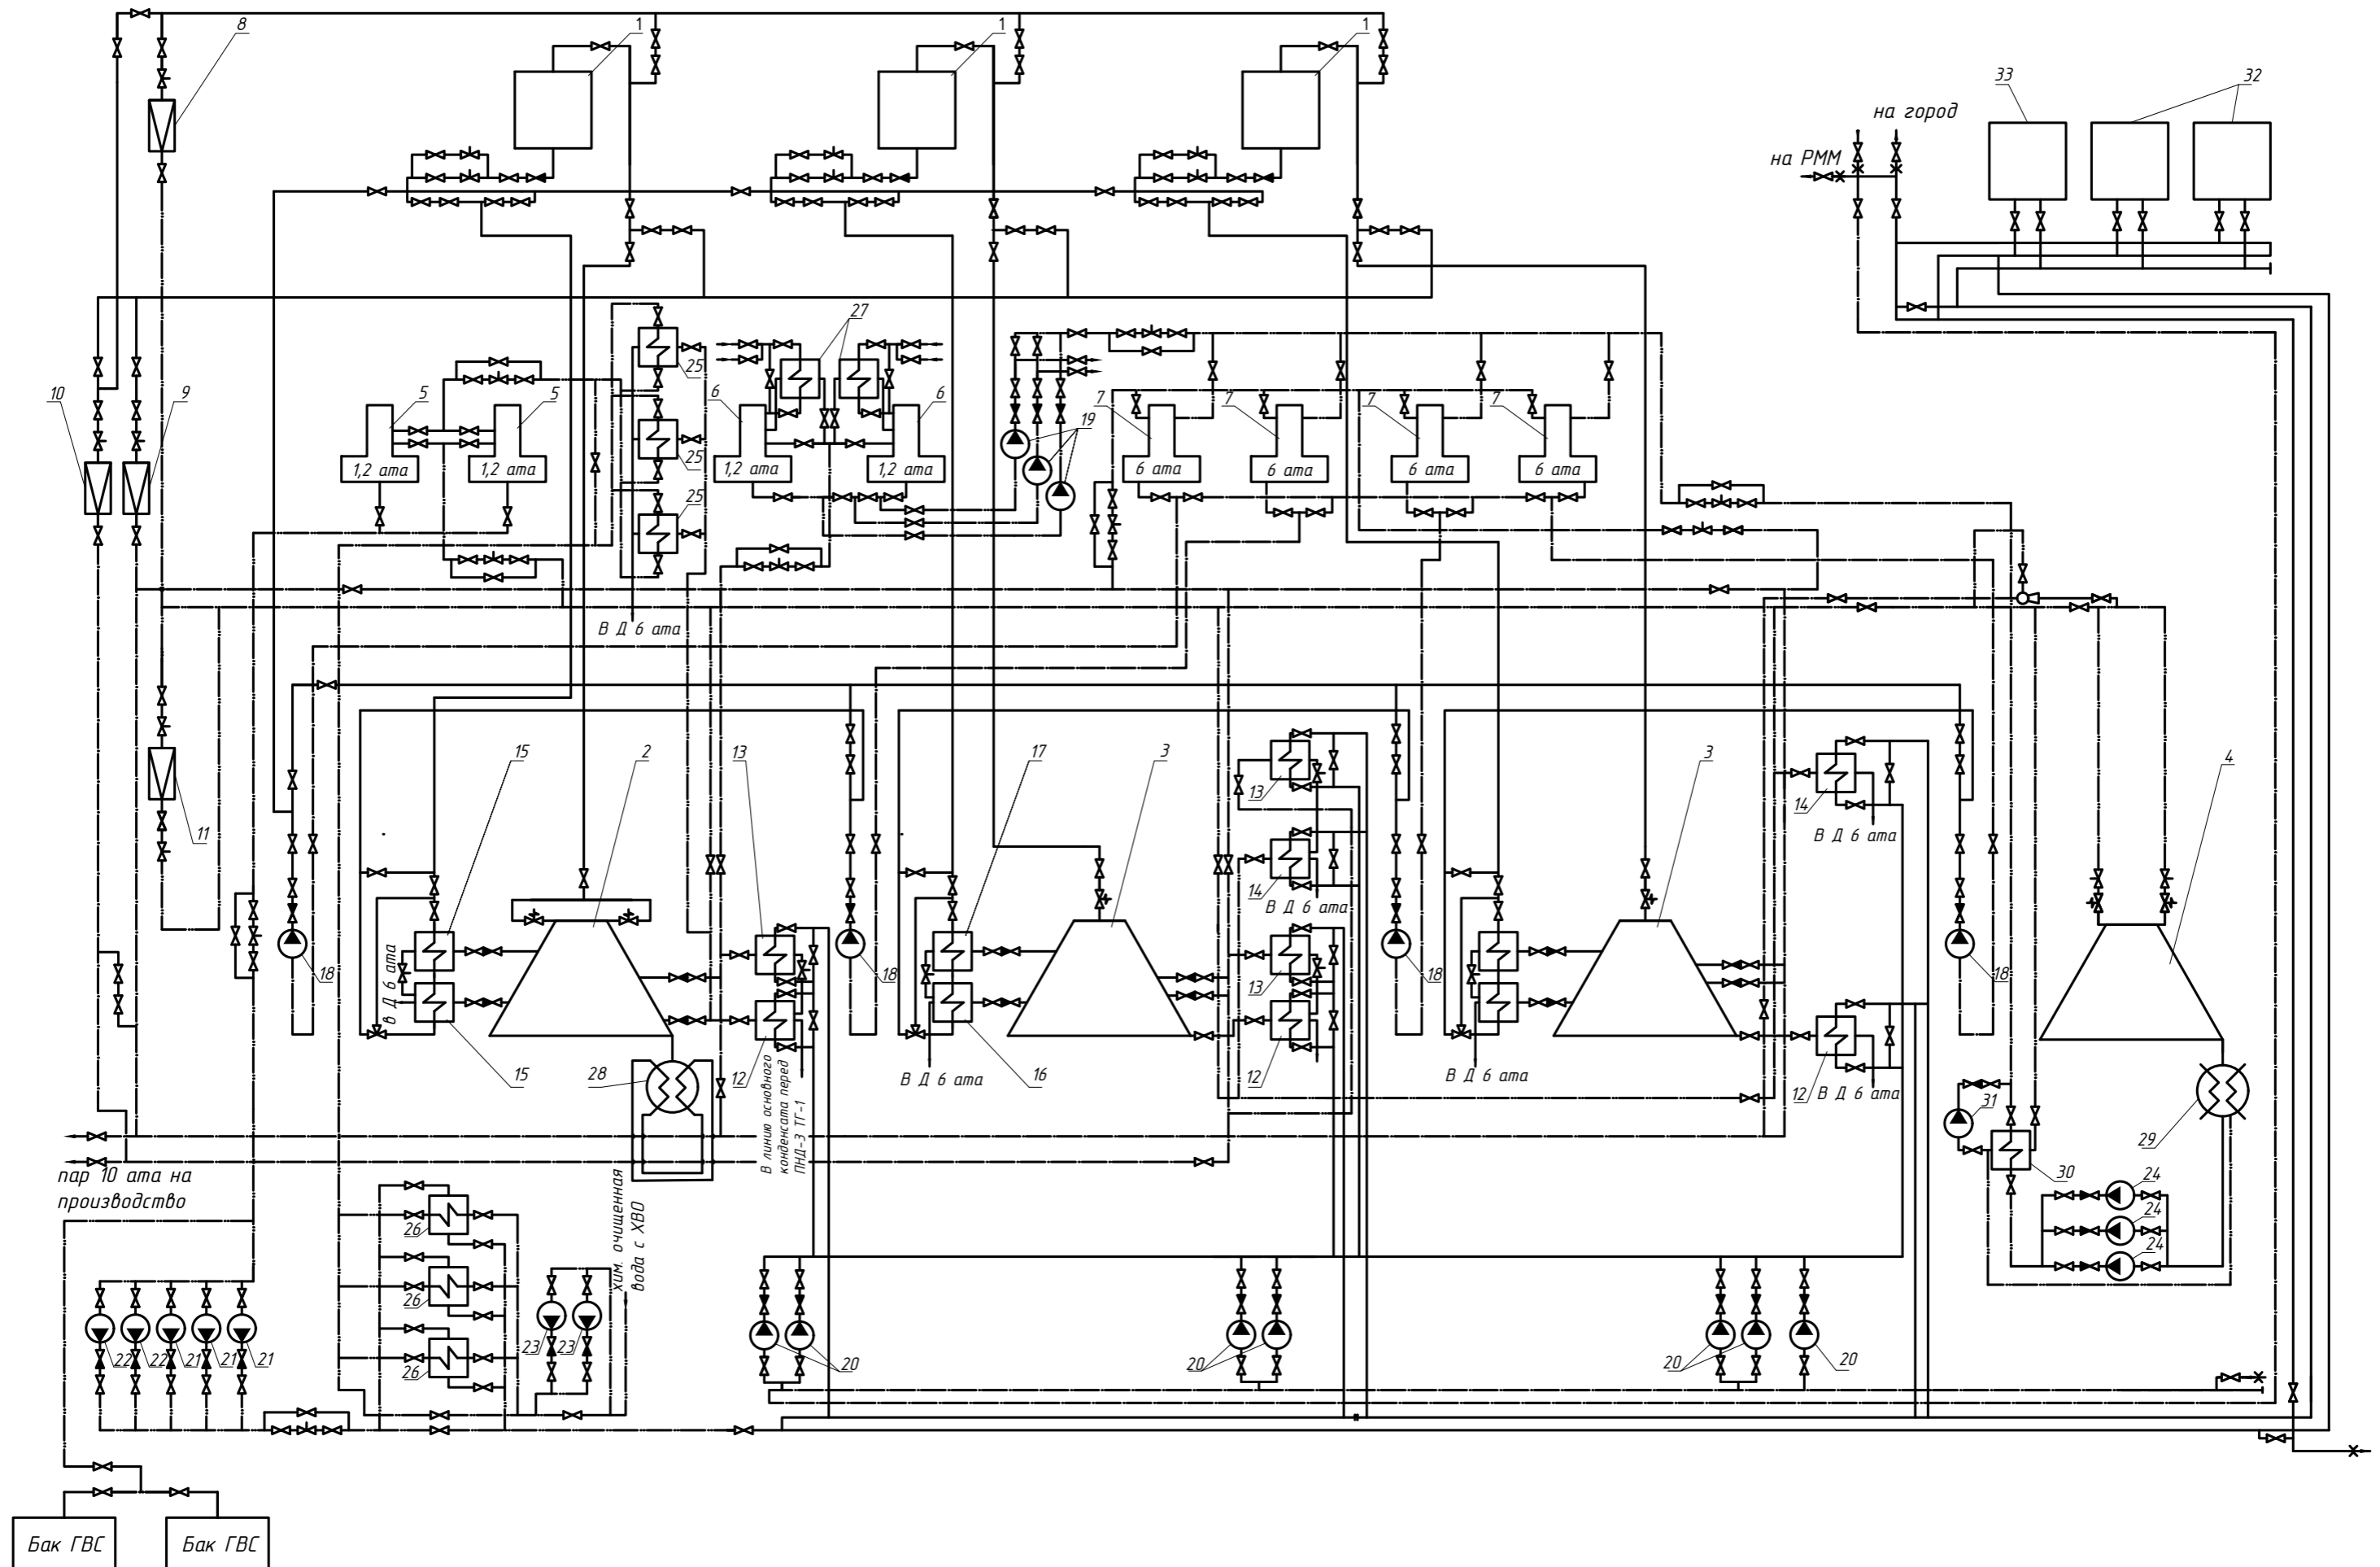 8
1
1
1
33
32
на город
на РММ
27
25
10
9
5
5
6
6
7
7
7
7
19
25
1,2 ата
1,2 ата
1,2 ата
1,2 ата
6 ата
6 ата
6 ата
6 ата
25
В Д 6 ата
15
2
13
17
3
13
3
14
4
11
14
В Д 6 ата
В Д 6 ата
18
в Д 6 ата
18
13
18
18
15
28
12
В Д 6 ата
16
12
В Д 6 ата
12
В Д 6 ата
31
29
В линию основного
конденсата перед
ПНД-3 ТГ-1
пар 10 ата на
производство
30
24
24
24
хим. очищенная
вода с ХВО
26
26
26
22
22
21
21
21
23
23
20
20
20
20
Бак ГВС
Бак ГВС